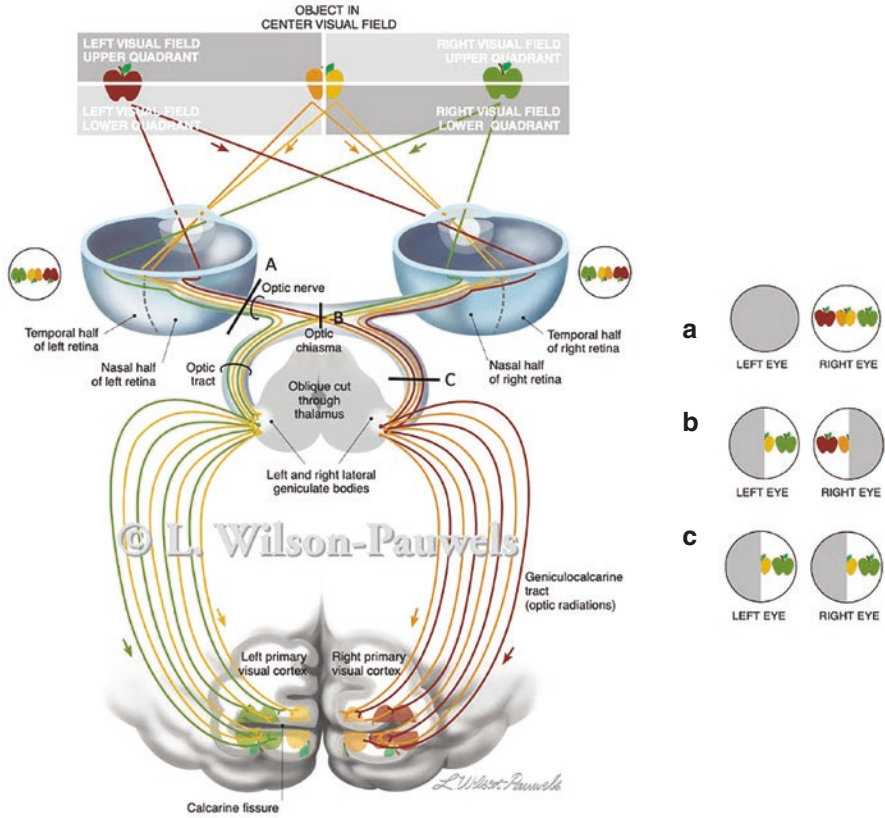 OBJECT IN
CENTER VISUAL FIELD
LEFT VISUAL FIELD
UPPER QUADRANT
RIGHT VISUAL FIELD
UPPER QUADRANT
LEFT VISUAL FIELD
LOWER QUADRANT
RIGHT VISUAL FIELD
LOWER QUADRANT
A
Optic nerve
B
Optic
chiasma
Temporal half
of left retina
Nasal half
of left retina
Optic
tract
Oblique cut
through
thalamus
C
Nasal half
of right retina
Temporal half
of right retina
Left and right lateral
geniculate bodies
© L. Wilson-Pauwels
Geniculocalcarine
tract
(optic radiations)
Left primary
visual cortex
Right primary
visual cortex
Calcarine fissure
L. Wilson-Pauwels
a
LEFT EYE
RIGHT EYE
b
LEFT EYE
RIGHT EYE
c
LEFT EYE
RIGHT EYE